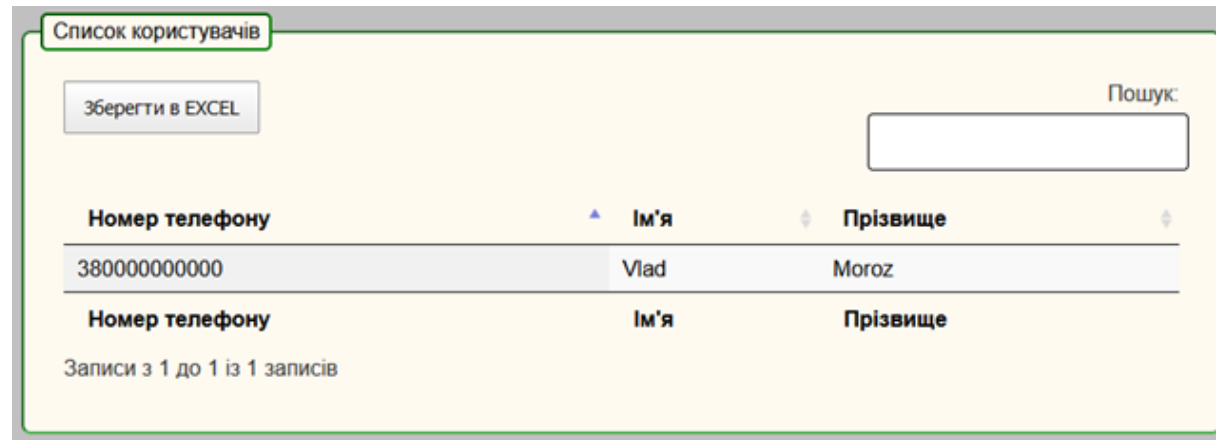 Список користувачів
Зберегти в EXCEL
Пошук:
Номер телефону Ім'я Прізвище
380000000000 Vlad Moroz
Номер телефону Ім'я Прізвище
Записи з 1 до 1 із 1 записів